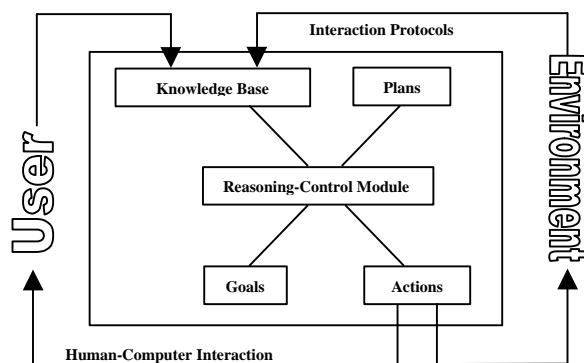 Interaction Protocols
Knowledge Base
Plans
User
Environment
Reasoning-Control Module
Goals
Actions
Human-Computer Interaction